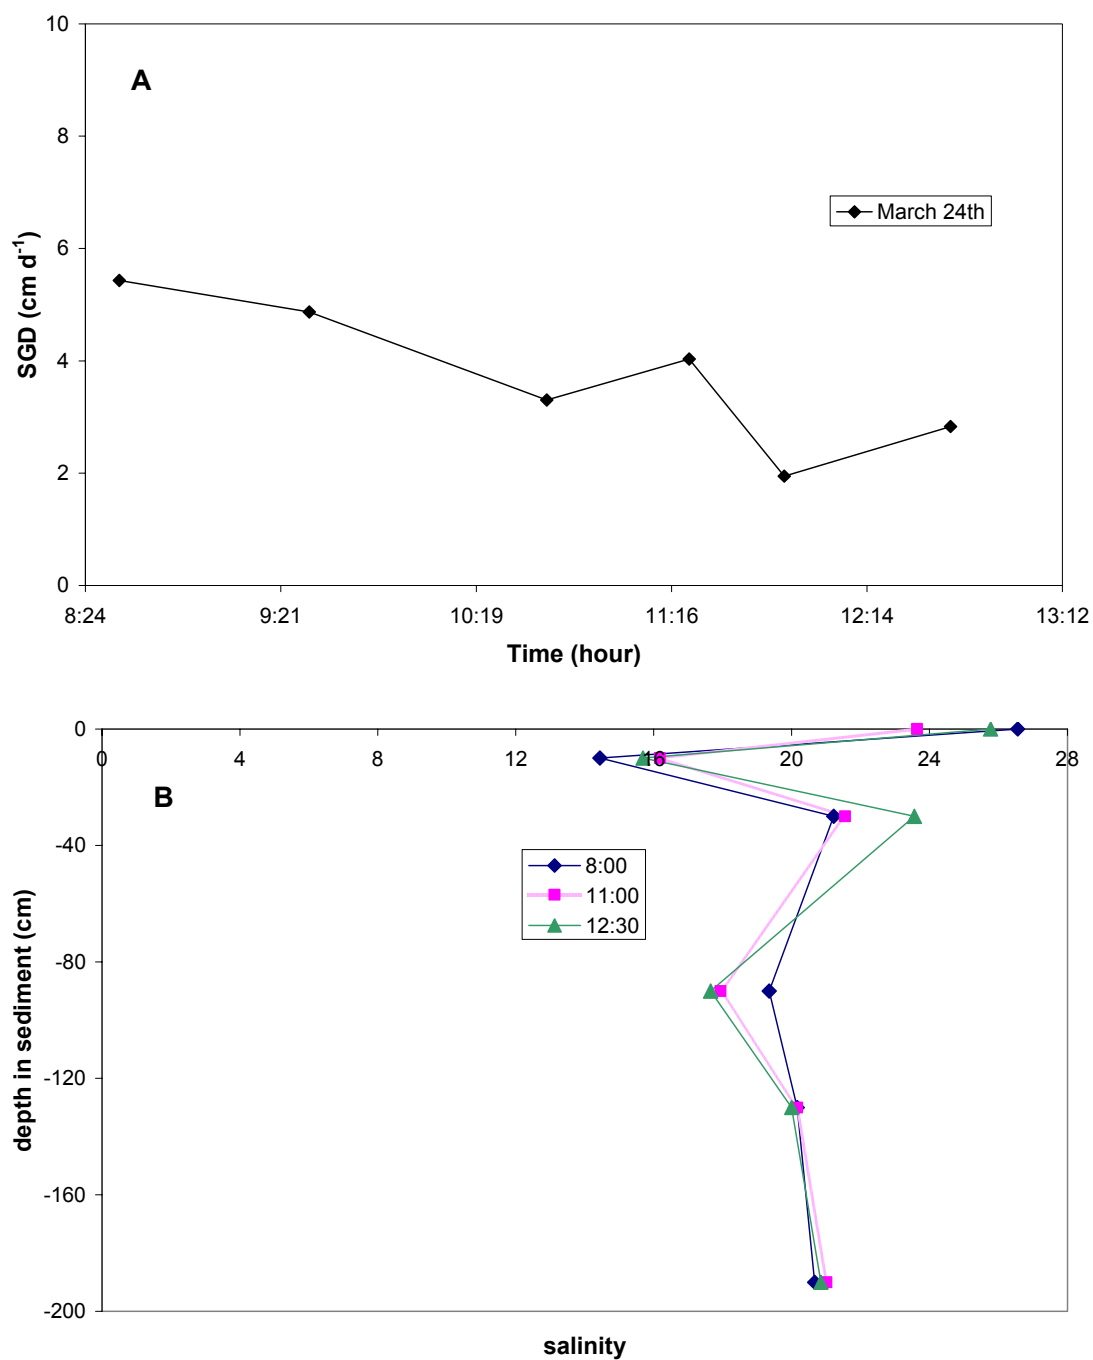 10
A
8
March 24th
6
SGD (cm d-1)
4
2
0
8:24 9:21 10:19 11:16 12:14 13:12
Time (hour)
0
0 4 8 12 16 20 24 28
B
-40
8:00
11:00
12:30
depth in sediment (cm)
-80
-120
-160
-200
salinity